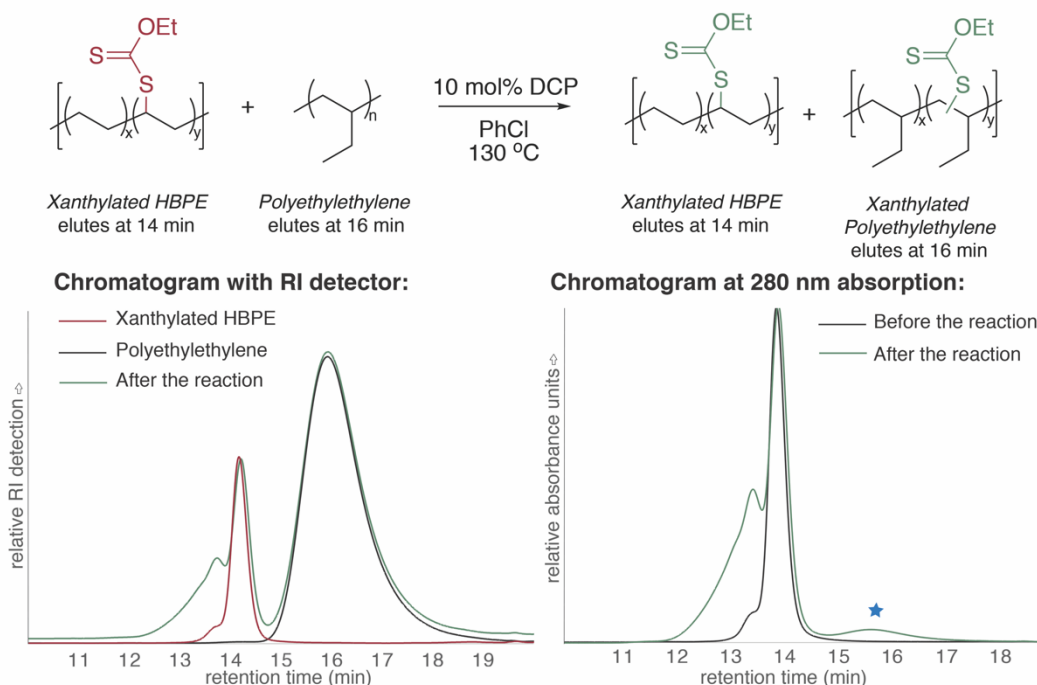 OEt
S
S
x
y
+
n
10 mol% DCP
PhCl
130 ºC
OEt
S
S
x
y
+
OEt
S
S
x
y
Xanthylated HBPE
elutes at 14 min
Polyethylethylene
elutes at 16 min
Xanthylated HBPE
elutes at 14 min
Xanthylated
Polyethylethylene
elutes at 16 min
Chromatogram with RI detector:
Xanthylated HBPE
Polyethylethylene
After the reaction
relative RI detection⇨
11 12 13 14 15 16 17 18 19
retention time (min)
Chromatogram at 280 nm absorption:
Before the reaction
After the reaction
relative absorbance units⇨
11 12 13 14 15 16 17 18
retention time (min)